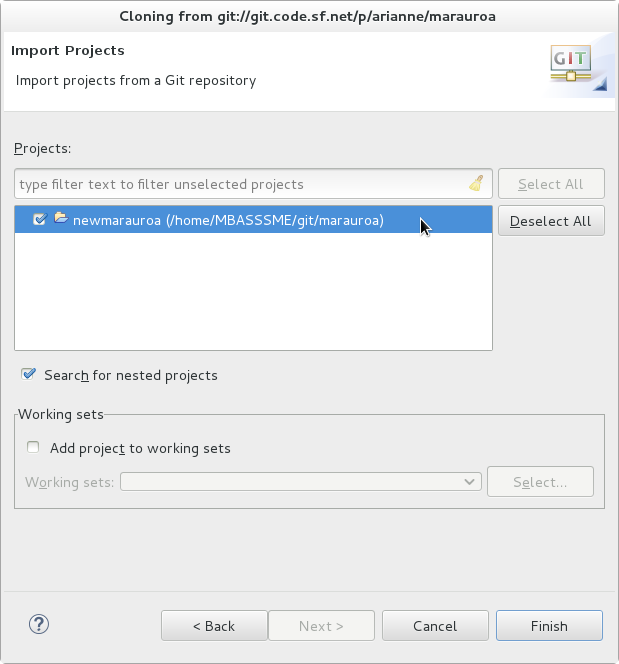 Cloning from git://git.code.sf.net/p/arianne/marauroa
Import Projects
Import projects from a Git repository
GIT
Projects:
type filter text to filter unselected projects
Select All
newmarauroa (/home/MBASSSME/git/marauroa)
Deselect All
Search for nested projects
Working sets
Add project to working sets
Working sets:
Select...
?
< Back
Next >
Cancel
Finish